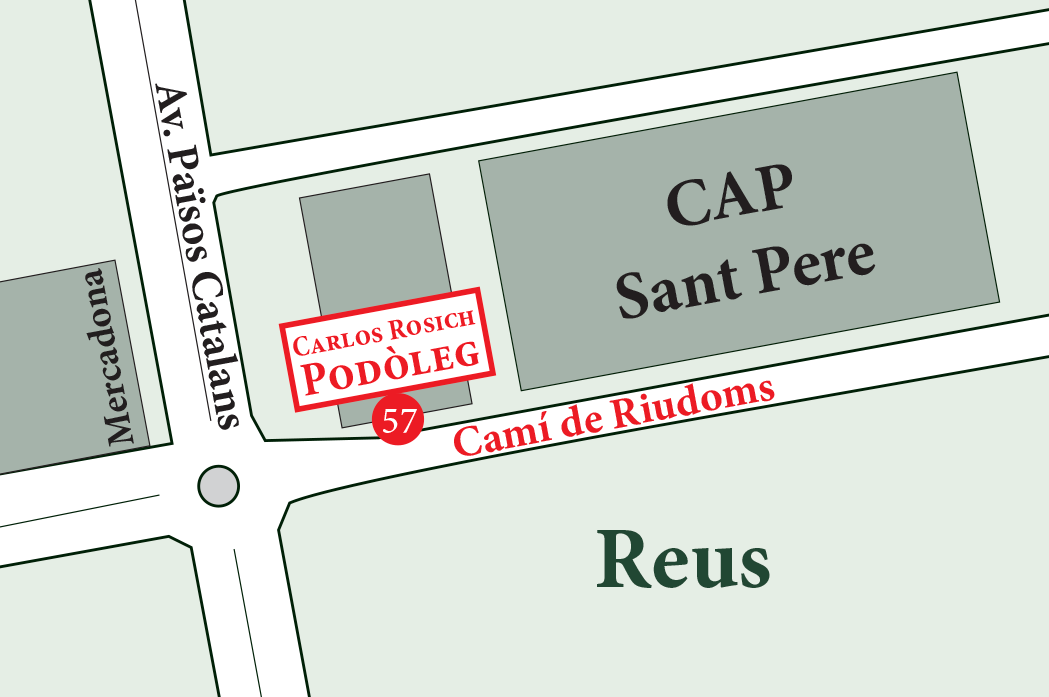 Av. Països Catalans
CAP
Sant Pere
Mercadona
Carlos Rosich
Podòleg
57
Camí de Riudoms
Reus